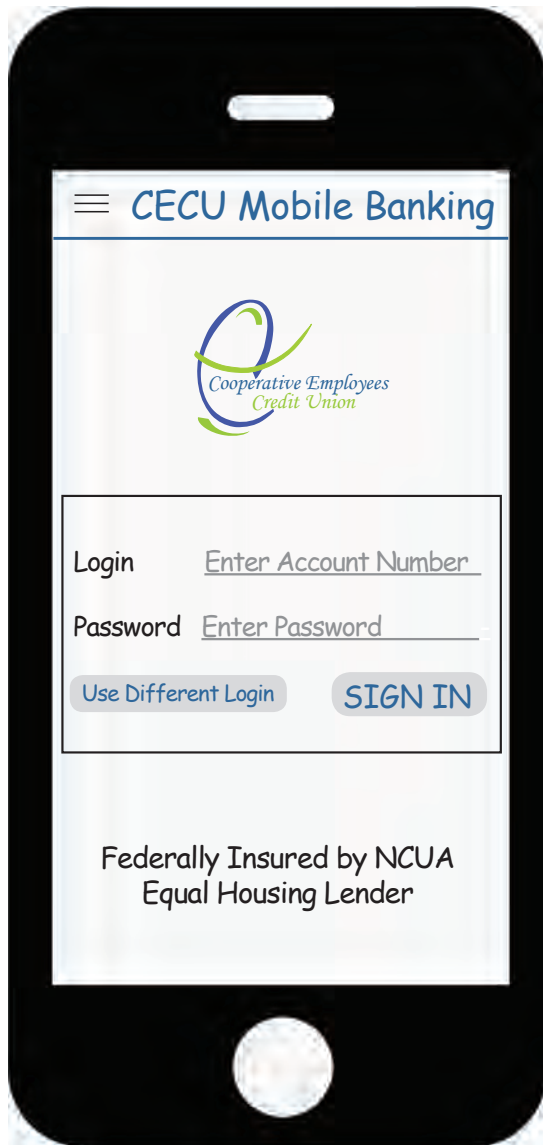 CECU Mobile Banking
Cooperative Employees
Credit Union
Login Enter Account Number
Password Enter Password
Use Different Login SIGN IN
Federally Insured by NCUA
Equal Housing Lender